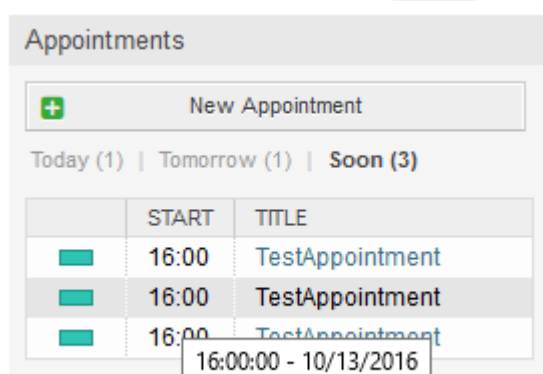 Appointments
New Appointment
Today (1) | Tomorrow (1) | Soon (3)
START TITLE
16:00 TestAppointment
16:00 TestAppointment
16:00 TestAppointment
16:00:00 - 10/13/2016